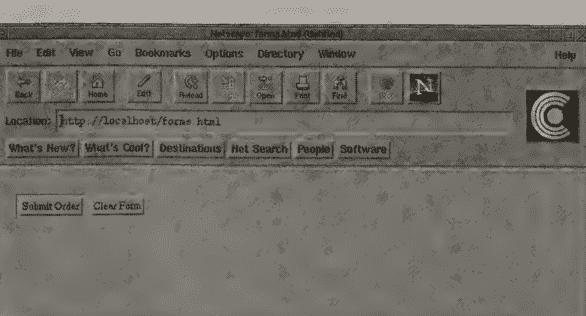 Netscape: forms.html (Untitled)
File Edit View Go Bookmarks Options Directory Window Help
Back Home Edit Reload Open Print Find N
Location: http://localhost/forms.html
What's New? What's Cool? Destinations Net Search People Software
Submit Order Clear Form